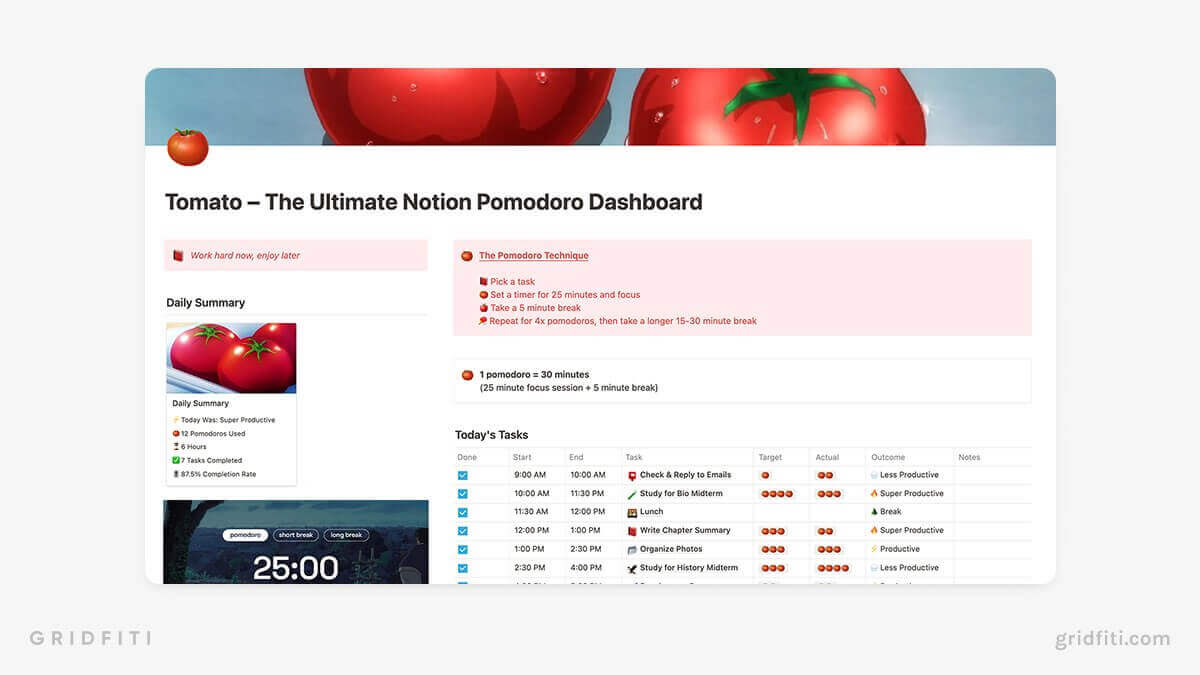 Tomato – The Ultimate Notion Pomodoro Dashboard
Work hard now, enjoy later
Daily Summary
Daily Summary
Today Was: Super Productive
12 Pomodoros Used
6 Hours
7 Tasks Completed
87.5% Completion Rate
pomodoro short break long break
25:00
The Pomodoro Technique
Pick a task
Set a timer for 25 minutes and focus
Take a 5 minute break
Repeat for 4x pomodoros, then take a longer 15-30 minute break
1 pomodoro = 30 minutes
(25 minute focus session + 5 minute break)
Today's Tasks
Done Start End Task Target Actual Outcome Notes
9:00 AM 10:00 AM Check & Reply to Emails Less Productive
10:00 AM 11:30 PM Study for Bio Midterm Super Productive
11:30 AM 12:00 PM Lunch Break
12:00 PM 1:00 PM Write Chapter Summary Super Productive
1:00 PM 2:30 PM Organize Photos Productive
2:30 PM 4:00 PM Study for History Midterm Less Productive
GRIDFITI
gridfiti.com